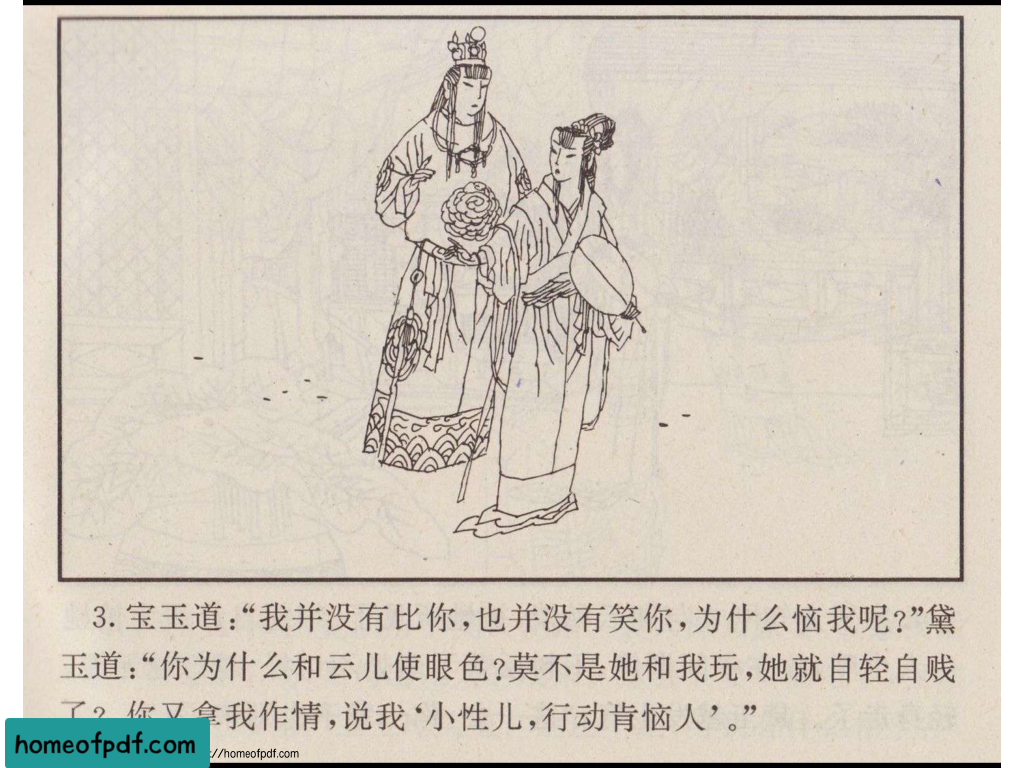 3. 宝玉道：“我并没有比你，也并没有笑你，为什么恼我呢？”黛
玉道：“你为什么和云儿使眼色？莫不是她和我玩，她就自轻自贱
了？你又拿我作情，说我‘小性儿，行动肯恼人’。”
homeofpdf.com
://homeofpdf.com